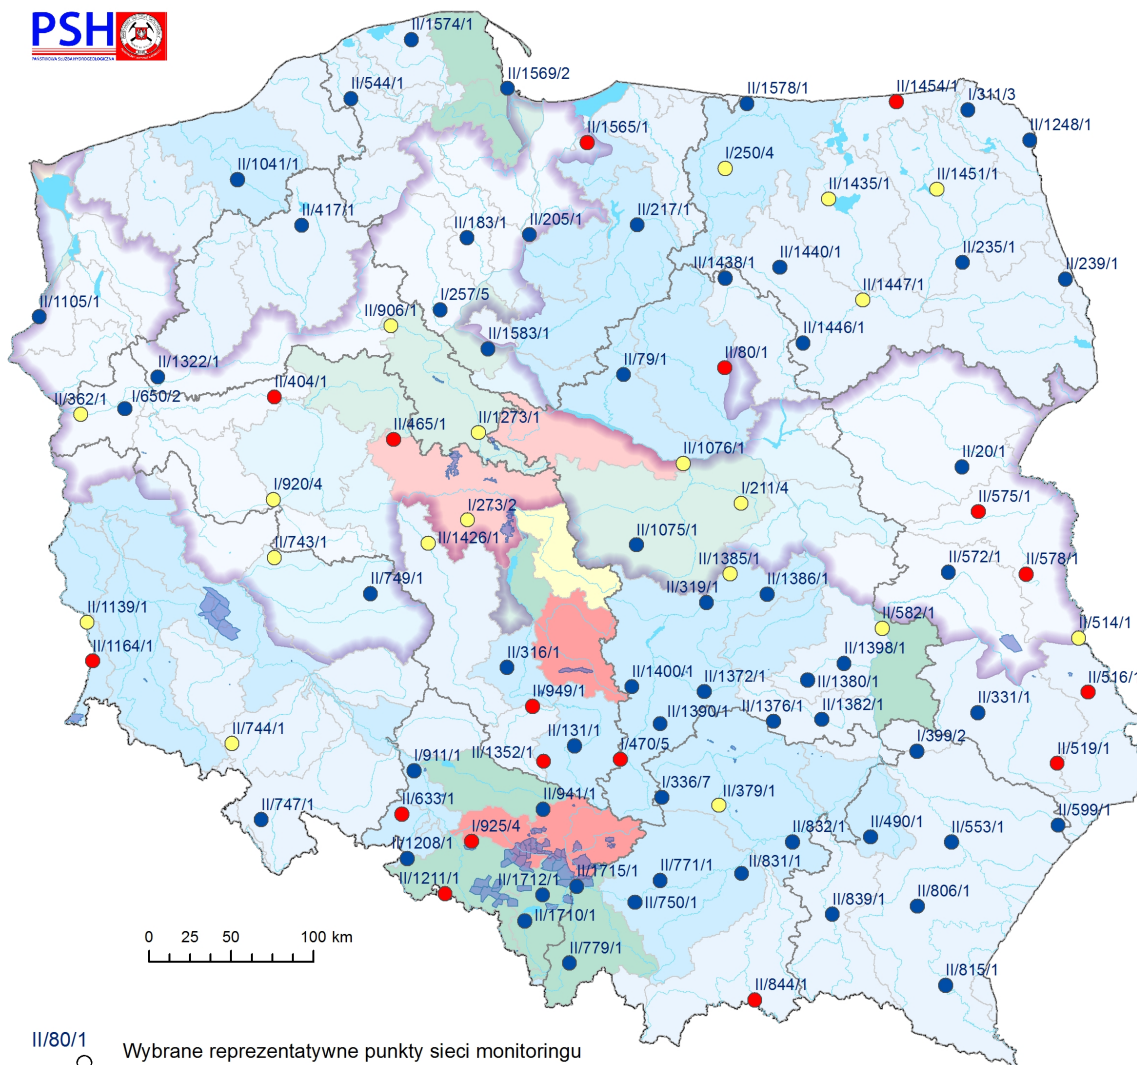 PSH
PAŃSTWOWA SŁUŻBA HYDROGEOLOGICZNA
II/1574/1
II/1569/2
II/544/1
II/1578/1
II/1454/1
I/311/3
II/1248/1
II/1565/1
I/250/4
II/1435/1
II/1451/1
II/1041/1
II/417/1
II/183/1
II/205/1
II/217/1
II/1440/1
II/235/1
II/239/1
II/1438/1
II/1447/1
II/1105/1
II/906/1
I/257/5
II/1583/1
II/1446/1
II/1322/1
II/79/1
II/80/1
II/362/1
I/650/2
II/404/1
II/465/1
II/1273/1
II/1076/1
II/20/1
I/920/4
I/273/2
I/211/4
II/575/1
II/743/1
II/1426/1
II/1075/1
II/1385/1
II/572/1
II/578/1
II/749/1
II/319/1
II/1386/1
II/1139/1
II/582/1
II/514/1
II/1164/1
II/316/1
II/1398/1
II/1400/1
II/1372/1
II/1380/1
II/516/1
II/949/1
II/1390/1
II/1376/1
II/1382/1
II/331/1
II/744/1
II/131/1
II/1352/1
I/470/5
I/399/2
II/519/1
I/911/1
I/336/7
II/379/1
II/747/1
II/633/1
II/941/1
II/832/1
II/490/1
II/553/1
II/599/1
I/925/4
II/1208/1
II/1211/1
II/1712/1
II/1715/1
II/771/1
II/831/1
II/750/1
II/1710/1
II/839/1
II/806/1
II/779/1
II/844/1
II/815/1
0 25 50 100 km
II/80/1
Wybrane reprezentatywne punkty sieci monitoringu